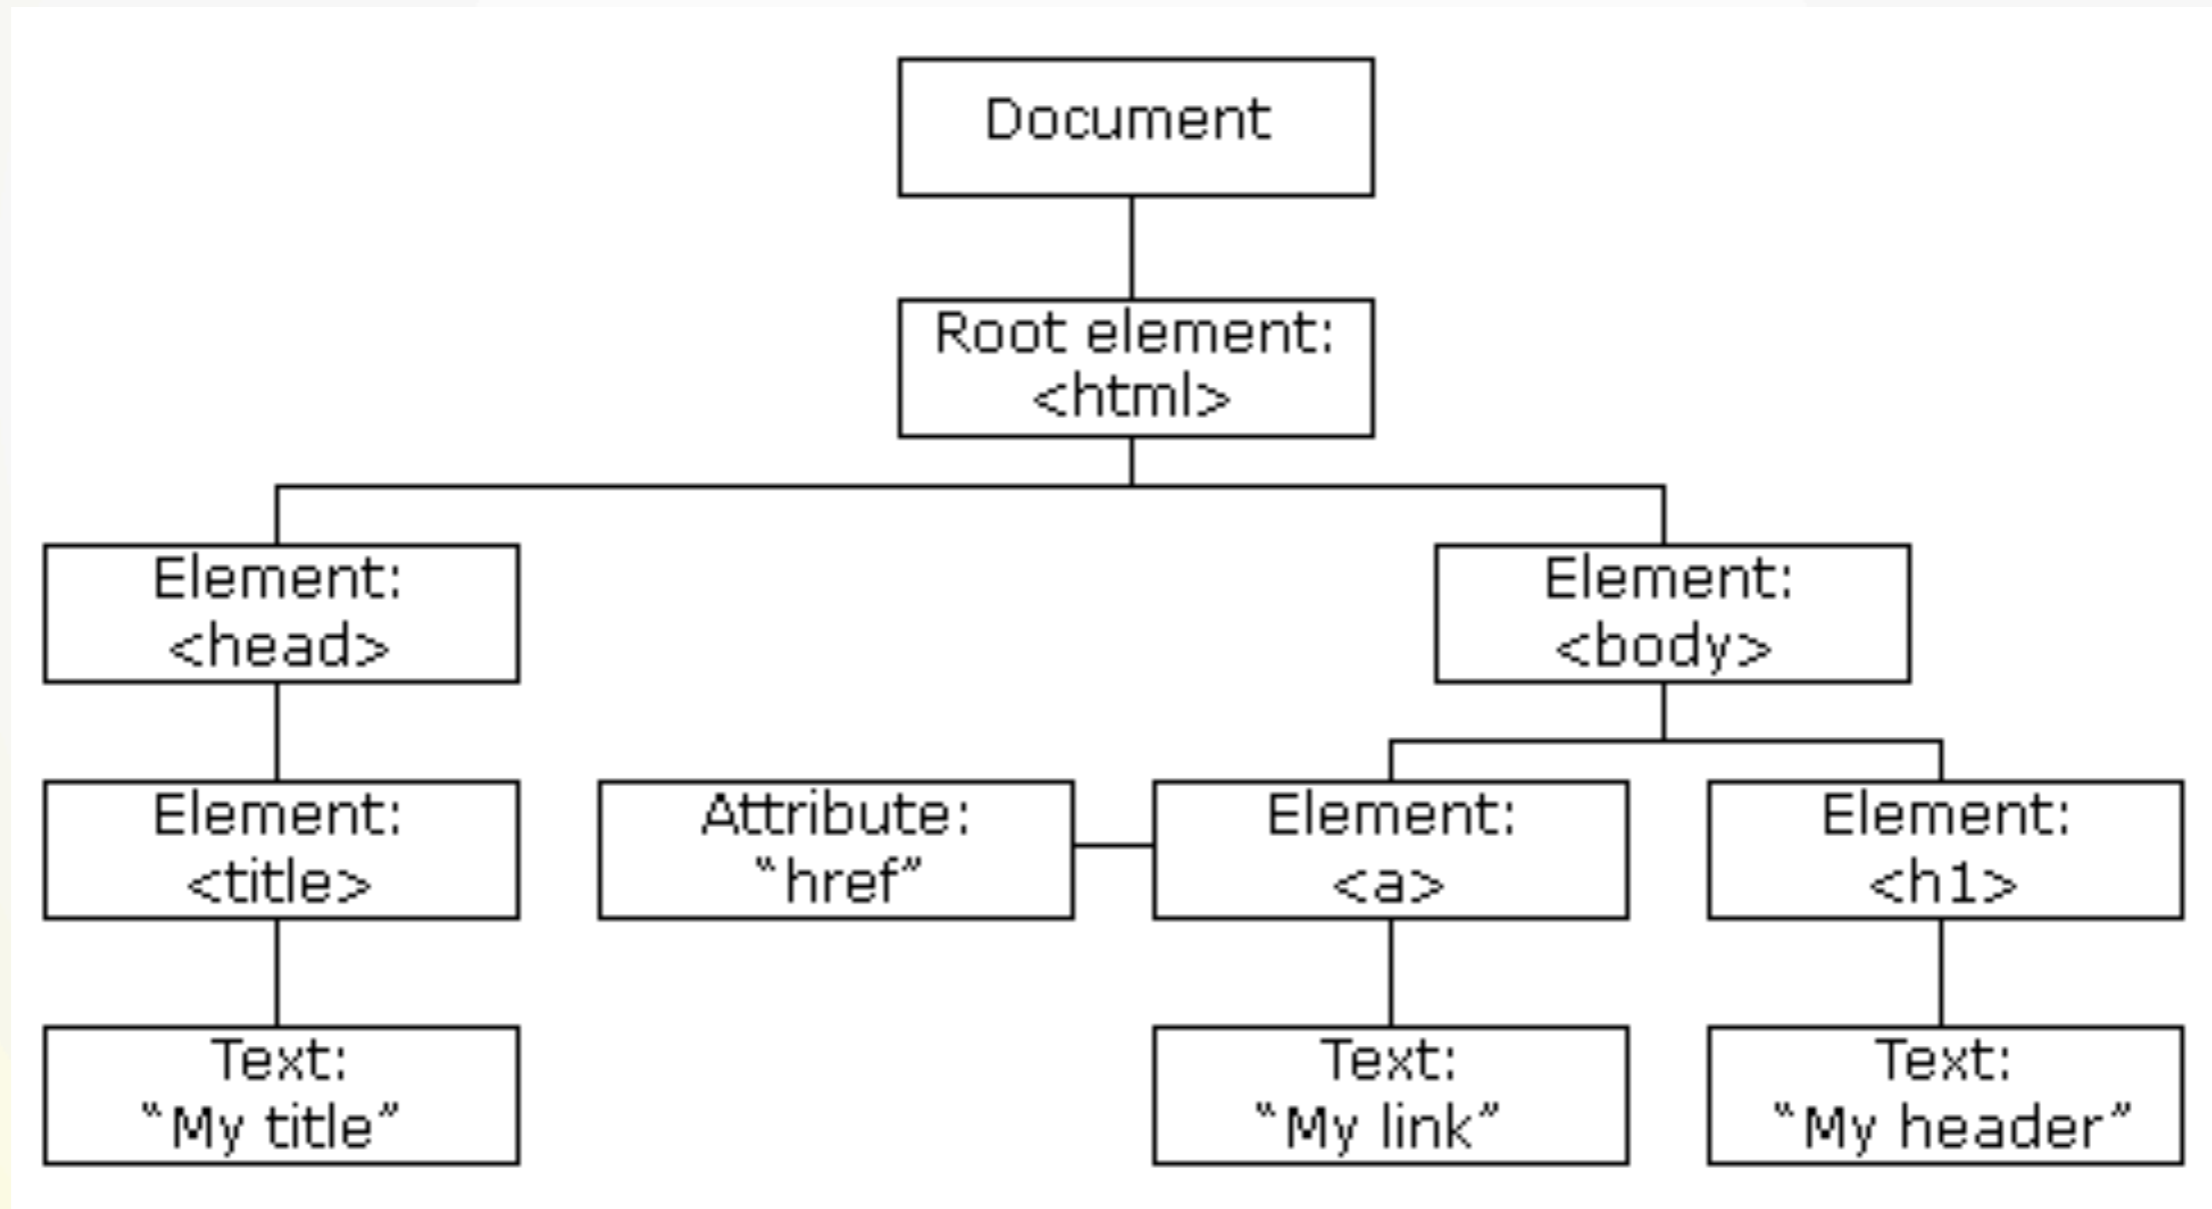 Document
Root element:
<html>
Element:
<head>
Element:
<body>
Element:
<title>
Attribute:
“href”
Element:
<a>
Element:
<h1>
Text:
“My title”
Text:
“My link”
Text:
“My header”